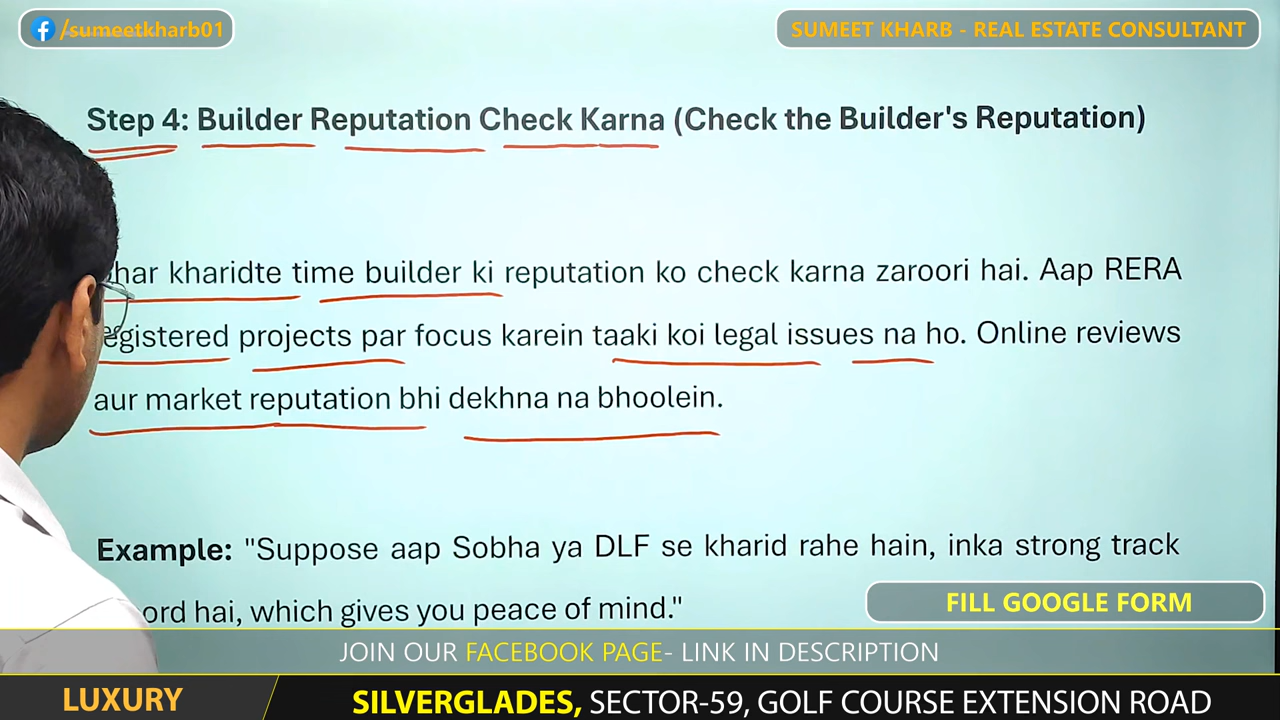 /sumeetkharb01
SUMEET KHARB - REAL ESTATE CONSULTANT
Step 4: Builder Reputation Check Karna (Check the Builder's Reputation)
har kharidte time builder ki reputation ko check karna zaroori hai. Aap RERA
egistered projects par focus karein taaki koi legal issues na ho. Online reviews
aur market reputation bhi dekhna na bhoolein.
Example: "Suppose aap Sobha ya DLF se kharid rahe hain, inka strong track
ord hai, which gives you peace of mind."
FILL GOOGLE FORM
JOIN OUR FACEBOOK PAGE- LINK IN DESCRIPTION
LUXURY
SILVERGLADES, SECTOR-59, GOLF COURSE EXTENSION ROAD